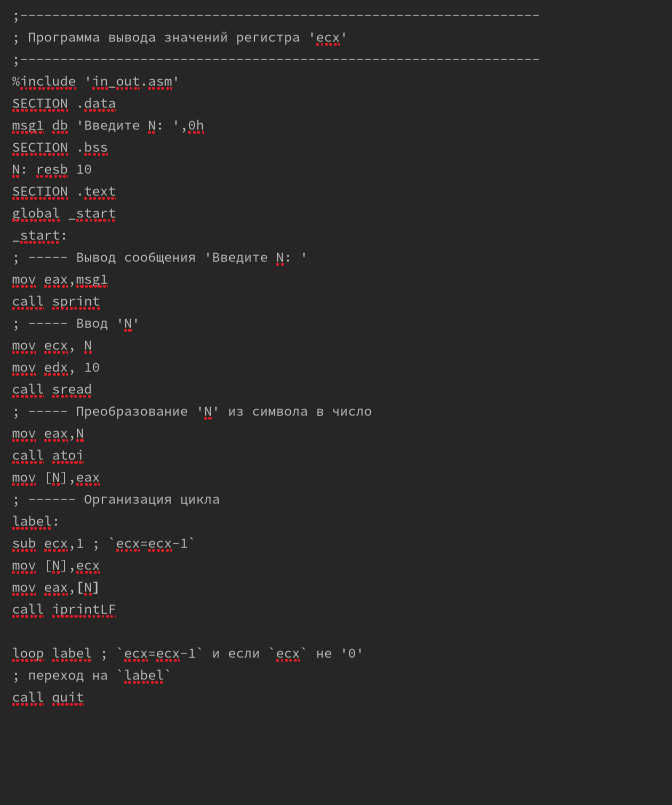 ;-----------------------------------------------------------------
; Программа вывода значений регистра 'ecx'
;-----------------------------------------------------------------
%include 'in_out.asm'
SECTION .data
msg1 db 'Введите N: ',0h
SECTION .bss
N: resb 10
SECTION .text
global _start
_start:
; ----- Вывод сообщения 'Введите N: '
mov eax,msg1
call sprint
; ----- Ввод 'N'
mov ecx, N
mov edx, 10
call sread
; ----- Преобразование 'N' из символа в число
mov eax,N
call atoi
mov [N],eax
; ------ Организация цикла
label:
sub ecx,1 ; `ecx=ecx-1`
mov [N],ecx
mov eax,[N]
call iprintLF
loop label ; `ecx=ecx-1` и если `ecx` не '0'
; переход на `label`
call quit